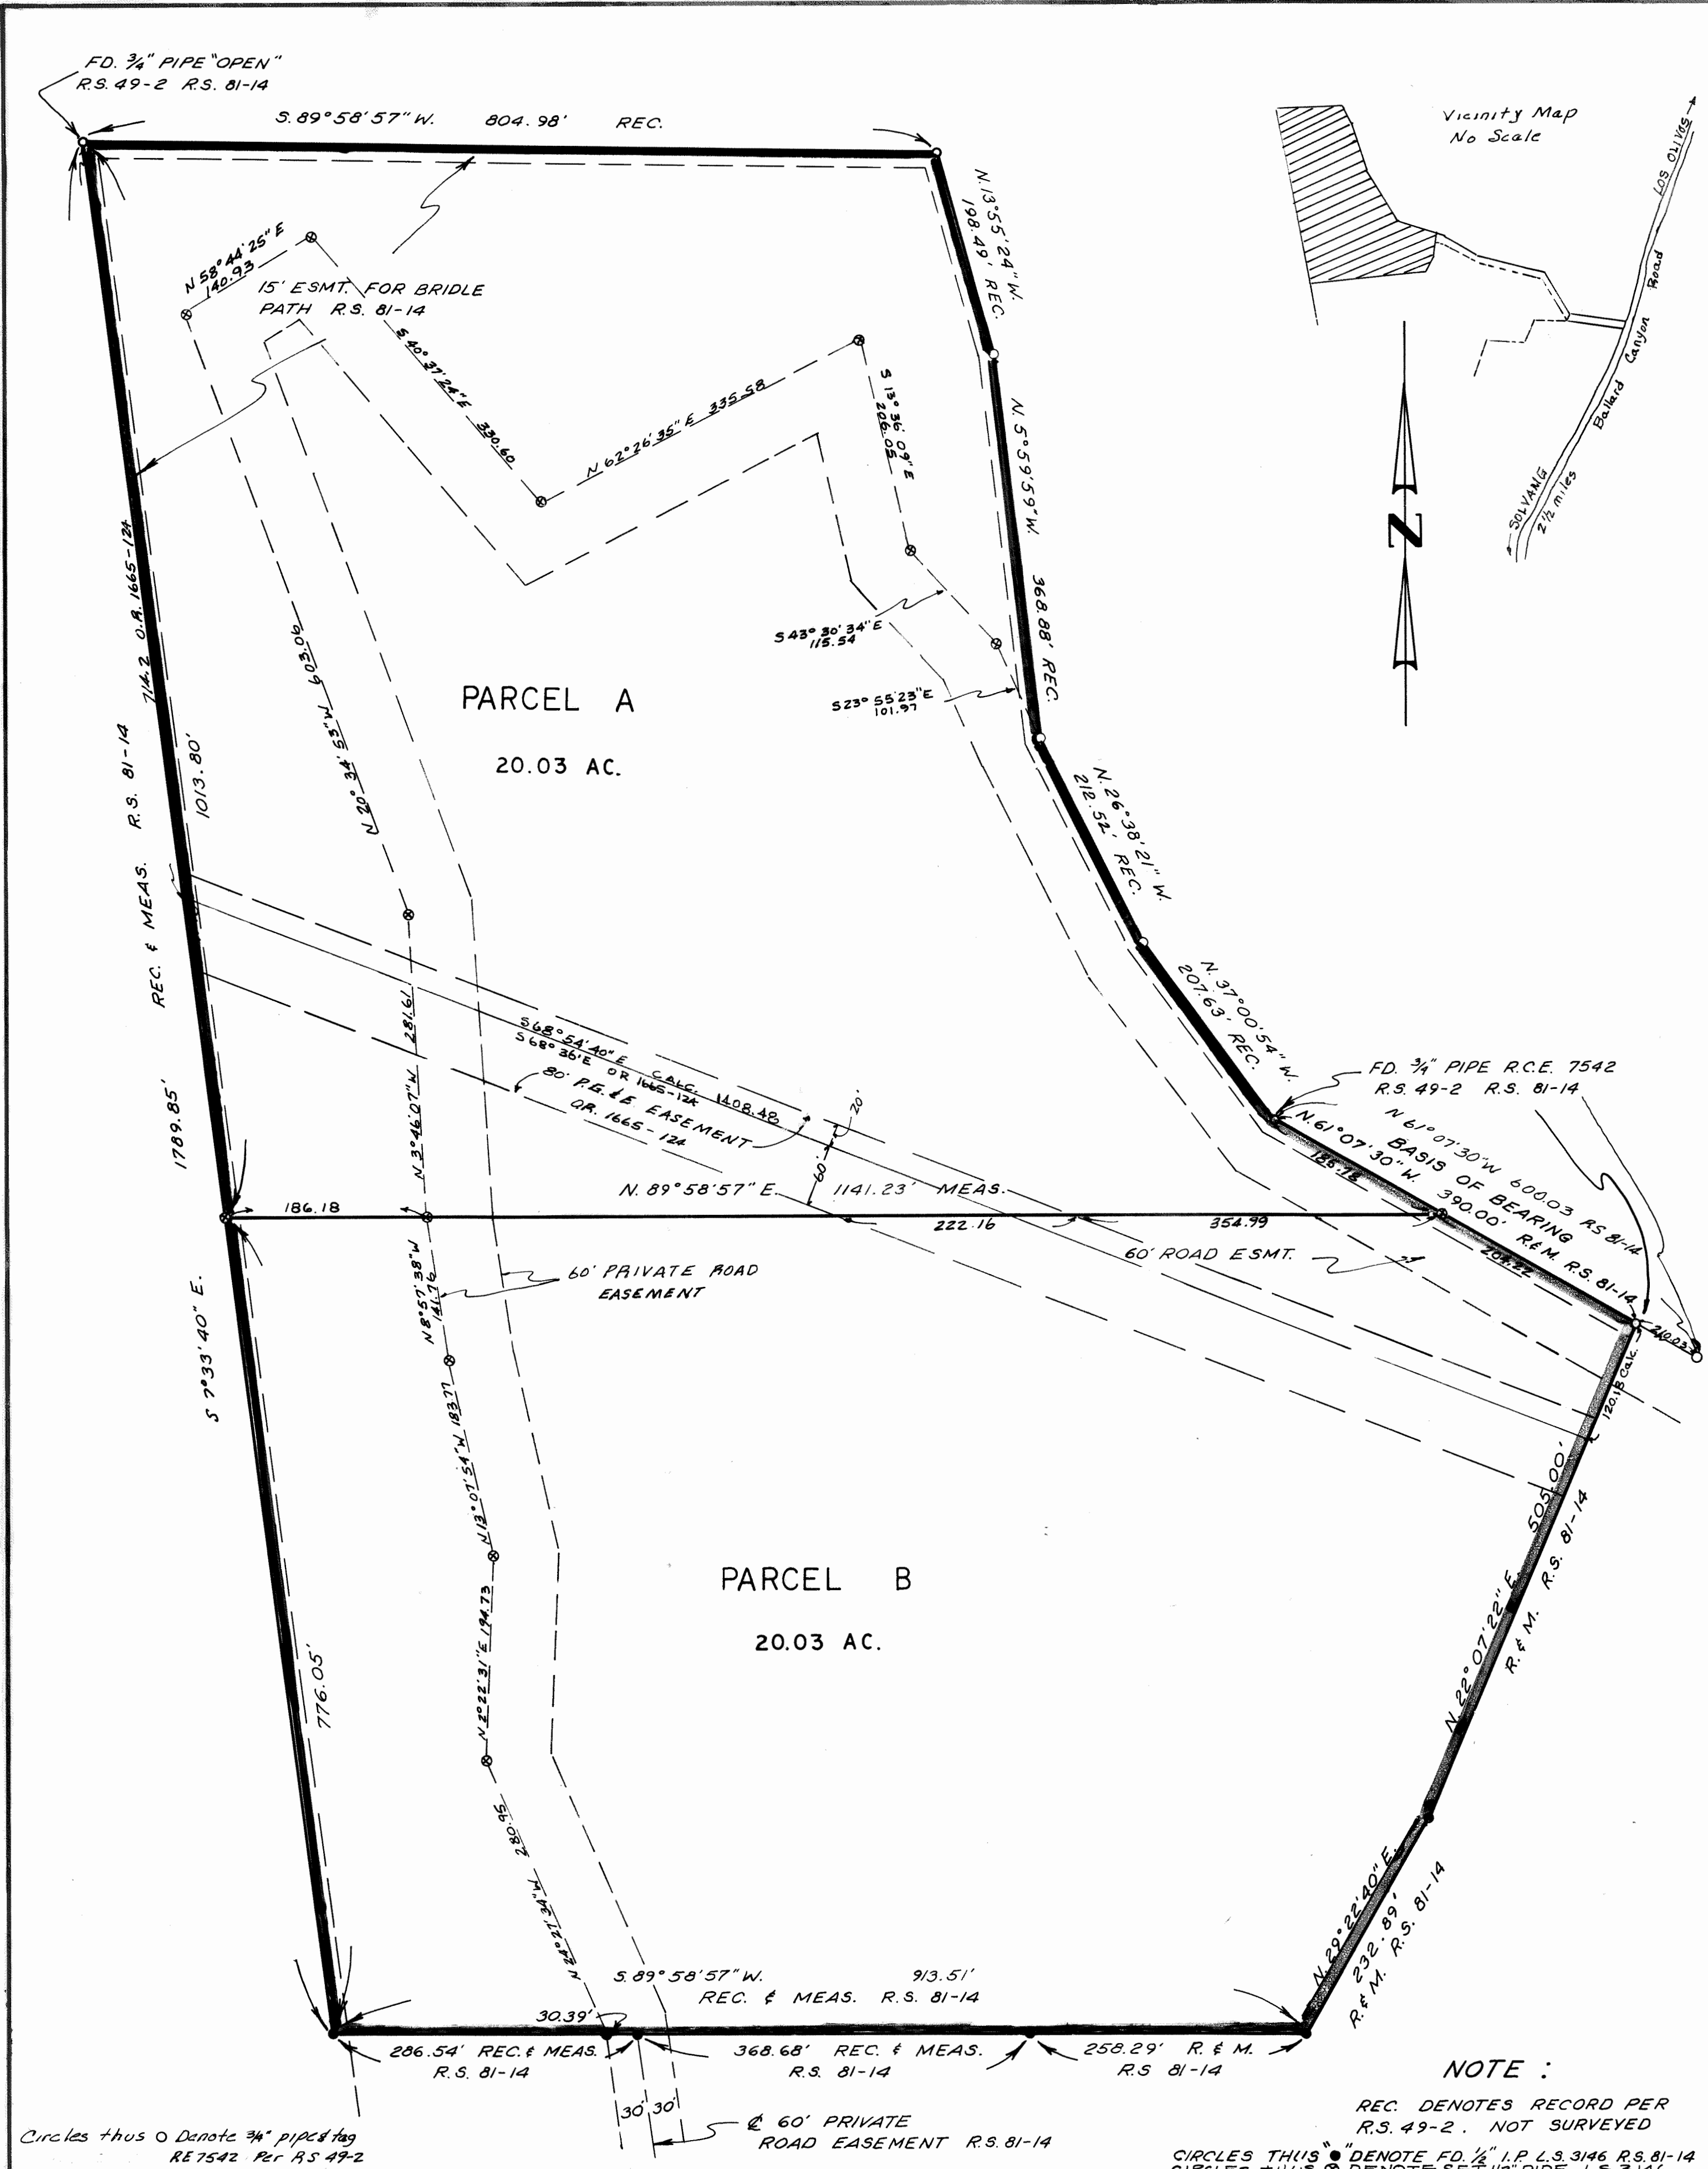 FD. 3/4" PIPE "OPEN"
R.S. 49-2 R.S. 81-14
S. 89°58'57" W. 804.98' REC.
Vicinity Map
No Scale
LOS OLIVOS
Ballard Canyon Road
SOLVANG
2 1/2 miles
N
N. 13°55'24" W.
198.49' REC.
N 58°44'25" E
140.93
15' ESMT. FOR BRIDLE
PATH R.S. 81-14
S 40°37'24" E 330.60
N 62°26'35" E 335.58
S 13°36'09" E
206.05
N. 5°59'59" W. 368.88' REC.
S 43°30'34" E
115.54
S 23°55'23" E
101.97
714.2 O.R. 1665-124
N 20°34'53" W 603.06
PARCEL A
20.03 AC.
1013.80'
S 7°33'40" E. 1789.85' REC. & MEAS. R.S. 81-14
N. 26°38'21" W.
212.52' REC.
N. 37°00'54" W.
207.63' REC.
N 3°46'07" W 281.61
S 68°54'40" E CALC. 1408.48
S 68°36' E OR 1665-124
80' P.G. & E. EASEMENT
OR. 1665-124
20'
60'
FD. 3/4" PIPE R.C.E. 7542
R.S. 49-2 R.S. 81-14
N 61°07'30" W 600.03 RS 81-14
BASIS OF BEARING
N. 61°07'30" W. 390.00' R&M. R.S. 81-14
185.78
204.22
210.03
N. 89°58'57" E. 1141.23' MEAS.
186.18
222.16
354.99
60' ROAD ESMT.
60' PRIVATE ROAD
EASEMENT
N 8°57'38" W
141.76
120.18 Calc.
N 13°07'54" W 183.77
N. 22°07'22" E. 505.00'
R. & M. R.S. 81-14
PARCEL B
20.03 AC.
N 2°22'31" E 194.73
776.05'
N 24°27'34" W 280.95
N. 29°22'40" E.
232.89'
R. & M. R.S. 81-14
S. 89°58'57" W. 913.51'
REC. & MEAS. R.S. 81-14
30.39'
286.54' REC. & MEAS.
R.S. 81-14
368.68' REC. & MEAS.
R.S. 81-14
258.29' R. & M.
R.S 81-14
30' 30'
℄ 60' PRIVATE
ROAD EASEMENT R.S. 81-14
Circles thus O Denote 3/4" pipe & tag
RE 7542 Per RS 49-2
NOTE :
REC. DENOTES RECORD PER
R.S. 49-2. NOT SURVEYED
CIRCLES THUS "●" DENOTE FD. 1/2" I.P. L.S. 3146 R.S. 81-14